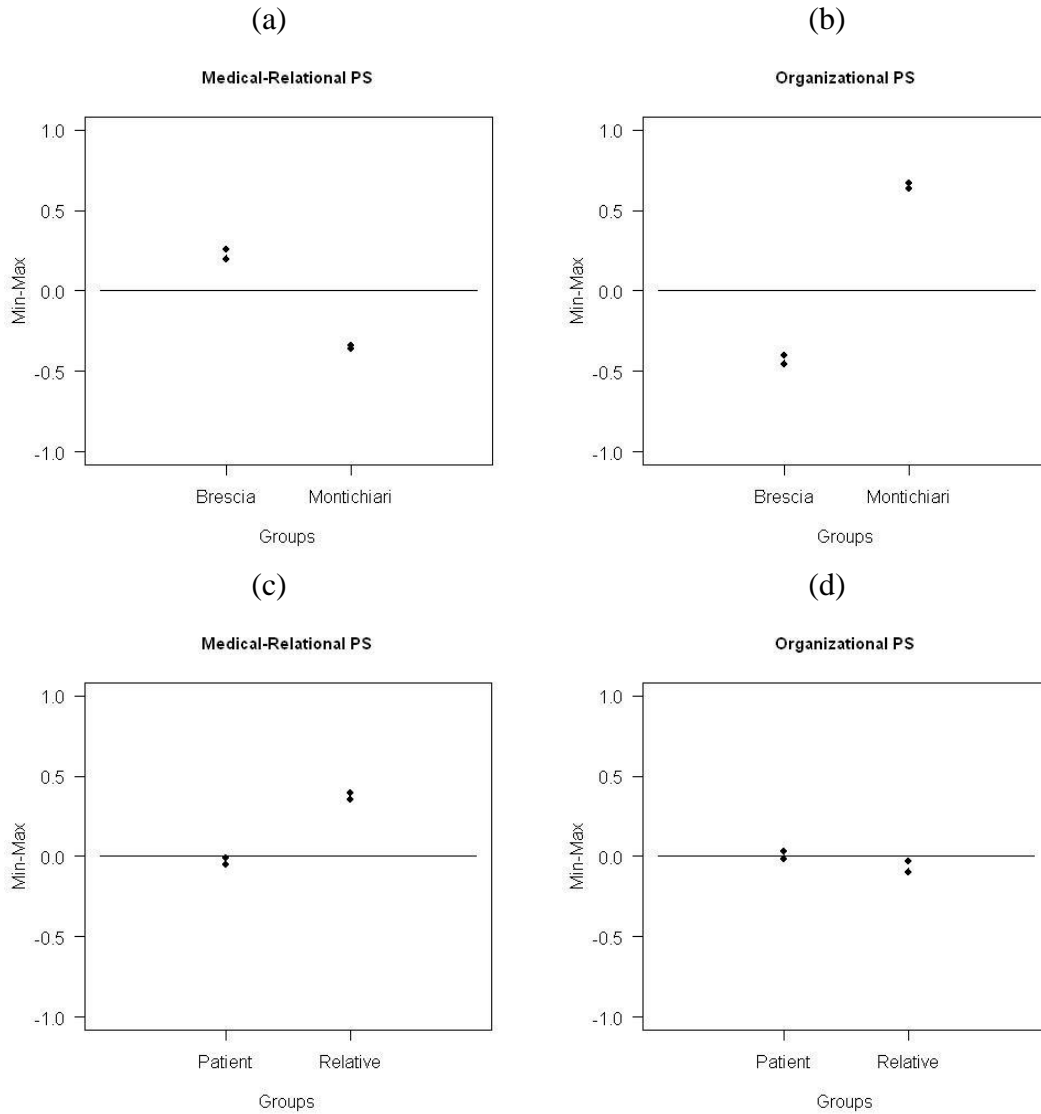 (a)
Medical-Relational PS
1.0
0.5
0.0
-0.5
-1.0
Min-Max
Brescia Montichiari
Groups
(b)
Organizational PS
1.0
0.5
0.0
-0.5
-1.0
Min-Max
Brescia Montichiari
Groups
(c)
Medical-Relational PS
1.0
0.5
0.0
-0.5
-1.0
Min-Max
Patient Relative
Groups
(d)
Organizational PS
1.0
0.5
0.0
-0.5
-1.0
Min-Max
Patient Relative
Groups